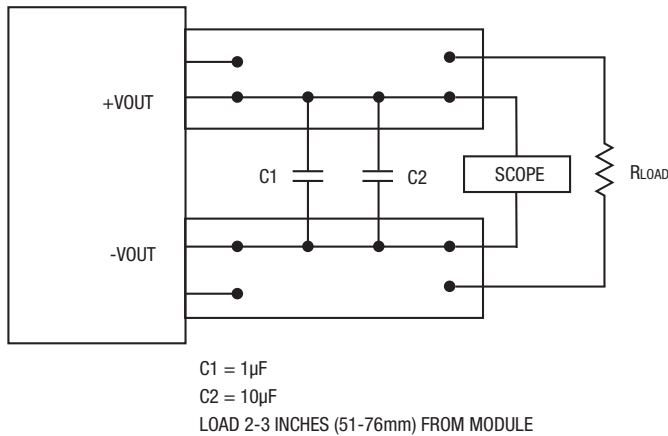 +VOUT
C1
C2
SCOPE
RLOAD
-VOUT
C1 = 1µF
C2 = 10µF
LOAD 2-3 INCHES (51-76mm) FROM MODULE